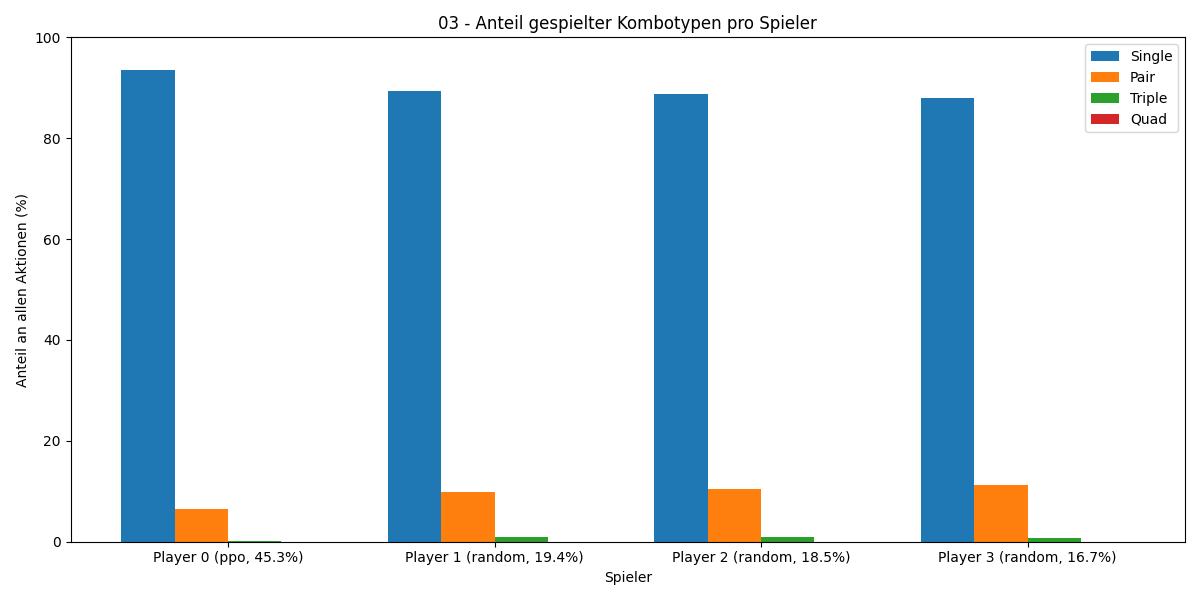 03 - Anteil gespielter Kombotypen pro Spieler
100
80
60
40
20
0
Anteil an allen Aktionen (%)
Single
Pair
Triple
Quad
Player 0 (ppo, 45.3%)
Player 1 (random, 19.4%)
Player 2 (random, 18.5%)
Player 3 (random, 16.7%)
Spieler